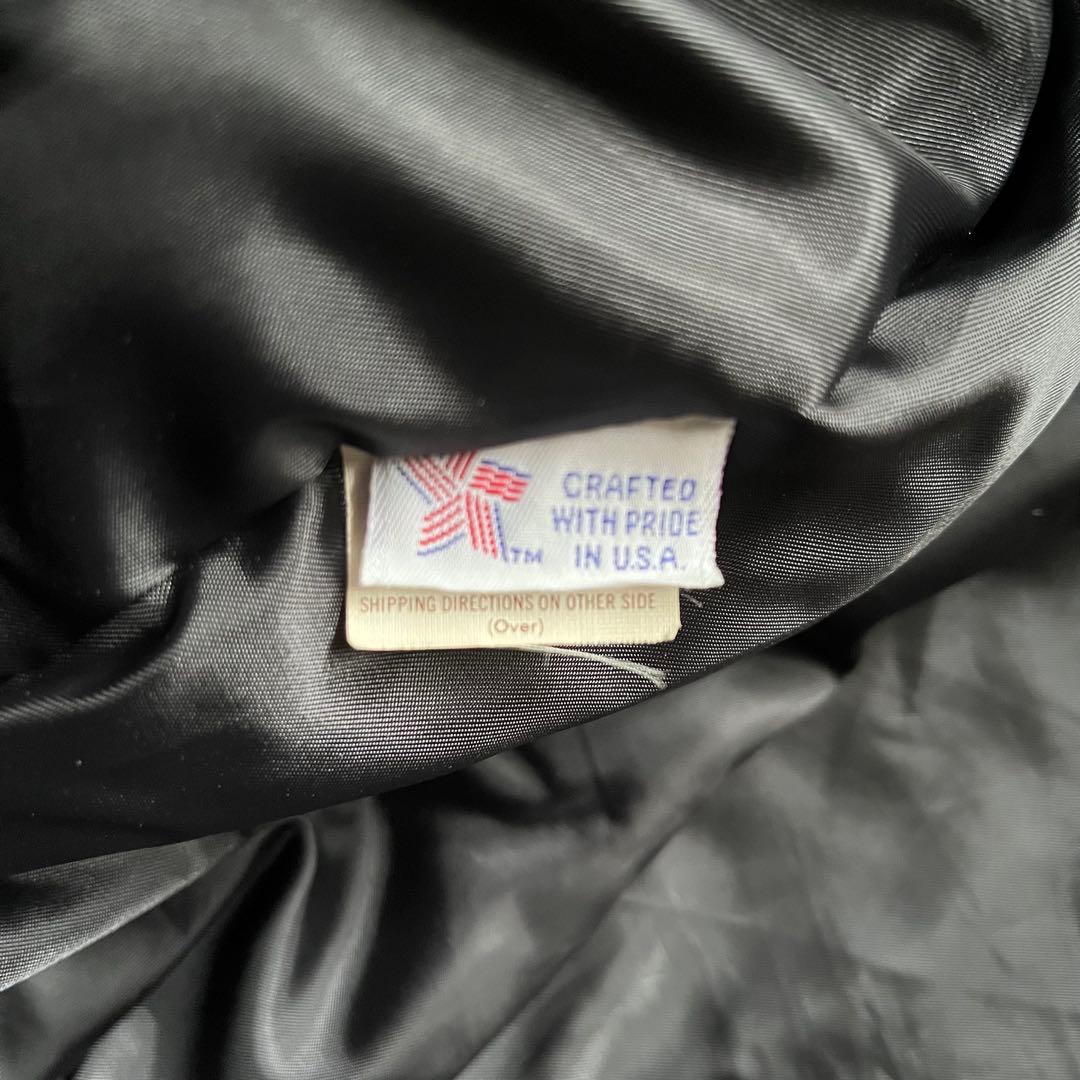 CRAFTED
WITH PRIDE
IN U.S.A.
TM
SHIPPING DIRECTIONS ON OTHER SIDE
(Over)